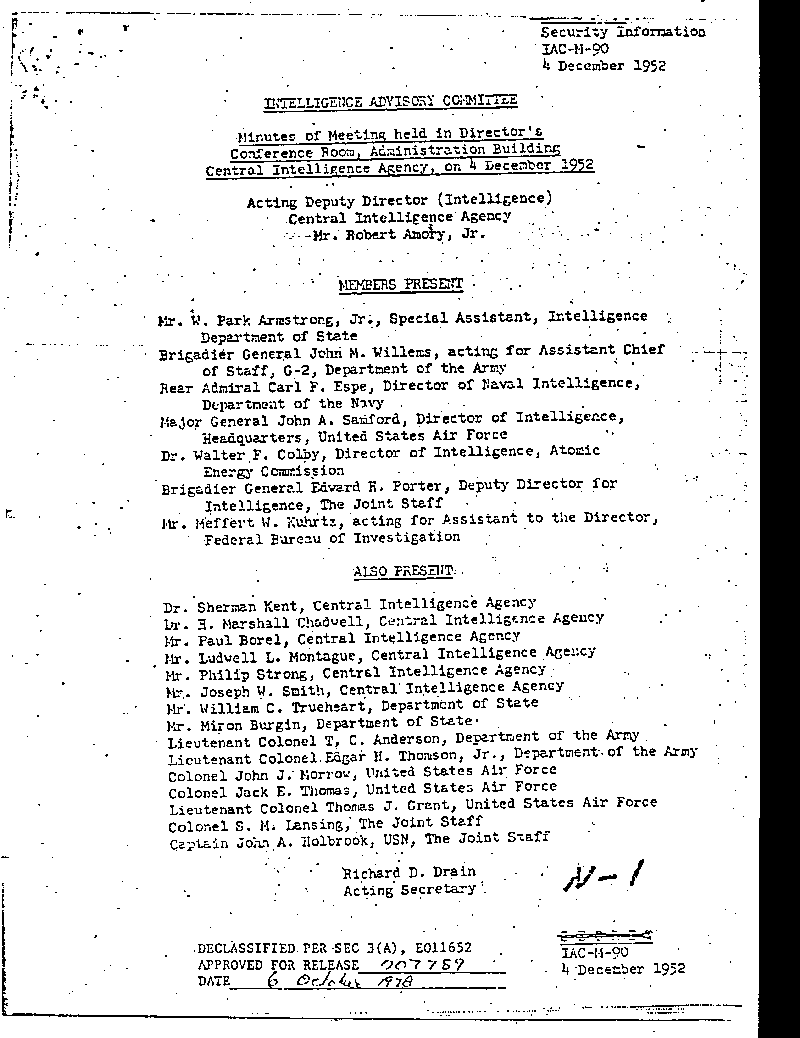 Security Information
IAC-M-90
4 December 1952
INTELLIGENCE ADVISORY COMMITTEE
Minutes of Meeting held in Director's
Conference Room, Administration Building
Central Intelligence Agency, on 4 December 1952
Acting Deputy Director (Intelligence)
Central Intelligence Agency
Mr. Robert Amory, Jr.
MEMBERS PRESENT
Mr. W. Park Armstrong, Jr., Special Assistant, Intelligence
Department of State
Brigadier General John M. Willems, acting for Assistant Chief
of Staff, G-2, Department of the Army
Rear Admiral Carl F. Espe, Director of Naval Intelligence,
Department of the Navy
Major General John A. Samford, Director of Intelligence,
Headquarters, United States Air Force
Dr. Walter F. Colby, Director of Intelligence, Atomic
Energy Commission
Brigadier General Edward H. Porter, Deputy Director for
Intelligence, The Joint Staff
Mr. Meffert W. Kuhrtz, acting for Assistant to the Director,
Federal Bureau of Investigation
ALSO PRESENT
Dr. Sherman Kent, Central Intelligence Agency
Dr. H. Marshall Chadwell, Central Intelligence Agency
Mr. Paul Borel, Central Intelligence Agency
Mr. Ludwell L. Montague, Central Intelligence Agency
Mr. Philip Strong, Central Intelligence Agency
Mr. Joseph W. Smith, Central Intelligence Agency
Mr. William C. Trueheart, Department of State
Mr. Miron Burgin, Department of State
Lieutenant Colonel T. C. Anderson, Department of the Army
Lieutenant Colonel Edgar H. Thomson, Jr., Department of the Army
Colonel John J. Morrow, United States Air Force
Colonel Jack E. Thomas, United States Air Force
Lieutenant Colonel Thomas J. Grant, United States Air Force
Colonel S. M. Lansing, The Joint Staff
Captain John A. Holbrook, USN, The Joint Staff
Richard D. Drain
Acting Secretary
N-1
DECLASSIFIED PER SEC 3(A), EO11652
APPROVED FOR RELEASE 007759
DATE 6 October 1978
IAC-M-90
4 December 1952